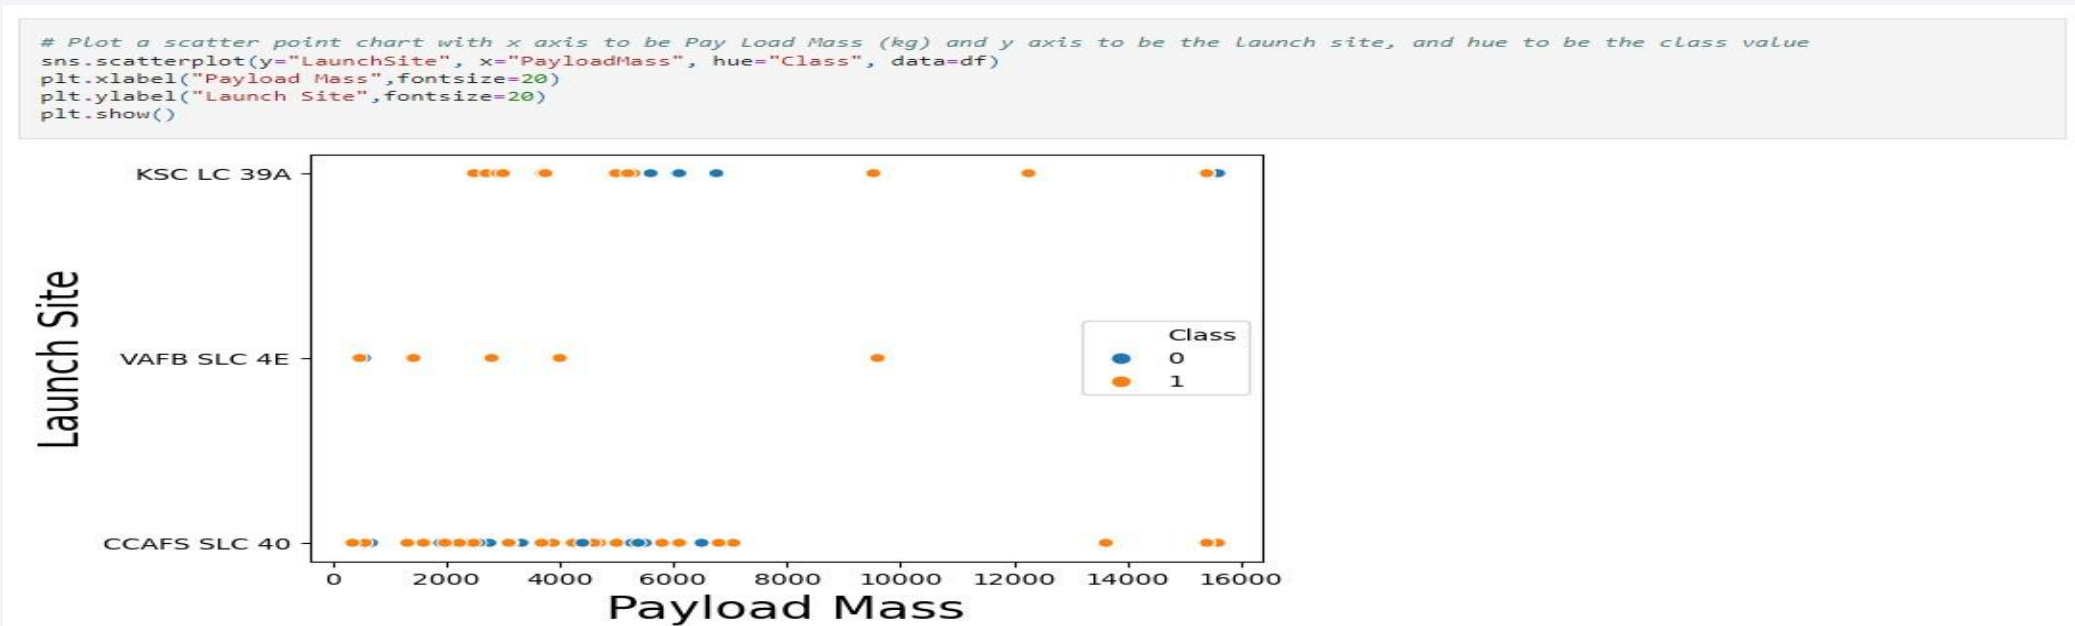 # Plot a scatter point chart with x axis to be Pay Load Mass (kg) and y axis to be the launch site, and hue to be the class value
sns.scatterplot(y="LaunchSite", x="PayloadMass", hue="Class", data=df)
plt.xlabel("Payload Mass",fontsize=20)
plt.ylabel("Launch Site",fontsize=20)
plt.show()
KSC LC 39A
VAFB SLC 4E
CCAFS SLC 40
Launch Site
Class
0
1
0 2000 4000 6000 8000 10000 12000 14000 16000
Payload Mass